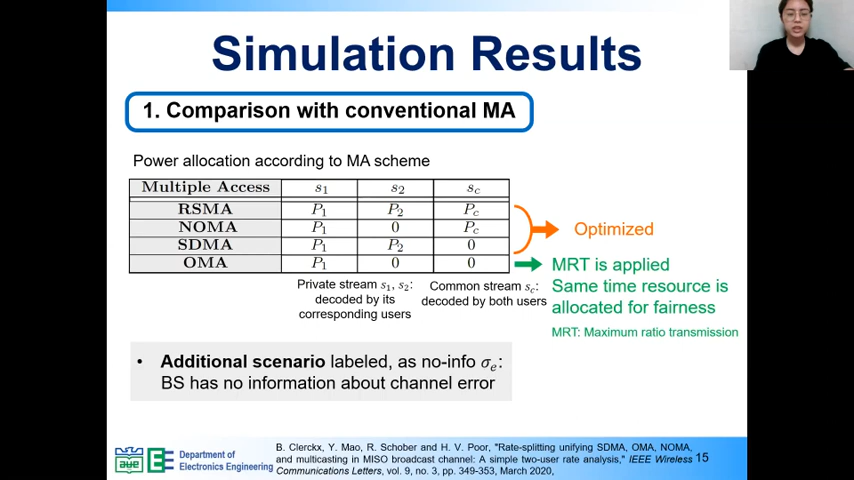 Simulation Results
1. Comparison with conventional MA
Power allocation according to MA scheme
Multiple Access s₁ s₂ s_c
RSMA P₁ P₂ P_c
NOMA P₁ 0 P_c
SDMA P₁ P₂ 0
OMA P₁ 0 0
Optimized
MRT is applied
Same time resource is
allocated for fairness
MRT: Maximum ratio transmission
Private stream s₁, s₂:
decoded by its
corresponding users
Common stream s_c:
decoded by both users
• Additional scenario labeled, as no-info σₑ:
BS has no information about channel error
Department of
Electronics Engineering
B. Clerckx, Y. Mao, R. Schober and H. V. Poor, "Rate-splitting unifying SDMA, OMA, NOMA,
and multicasting in MISO broadcast channel: A simple two-user rate analysis," IEEE Wireless
Communications Letters, vol. 9, no. 3, pp. 349-353, March 2020,
15